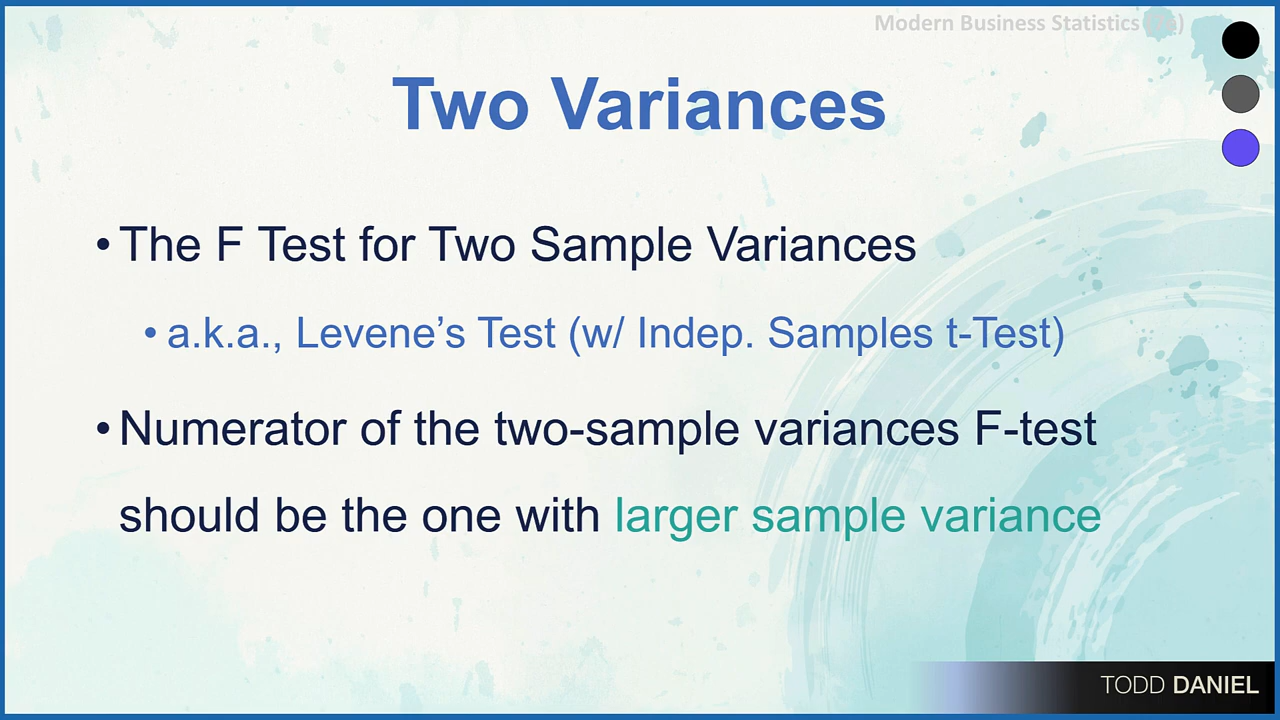 Modern Business Statistics
Two Variances
• The F Test for Two Sample Variances
• a.k.a., Levene’s Test (w/ Indep. Samples t-Test)
• Numerator of the two-sample variances F-test
should be the one with larger sample variance
TODD DANIEL